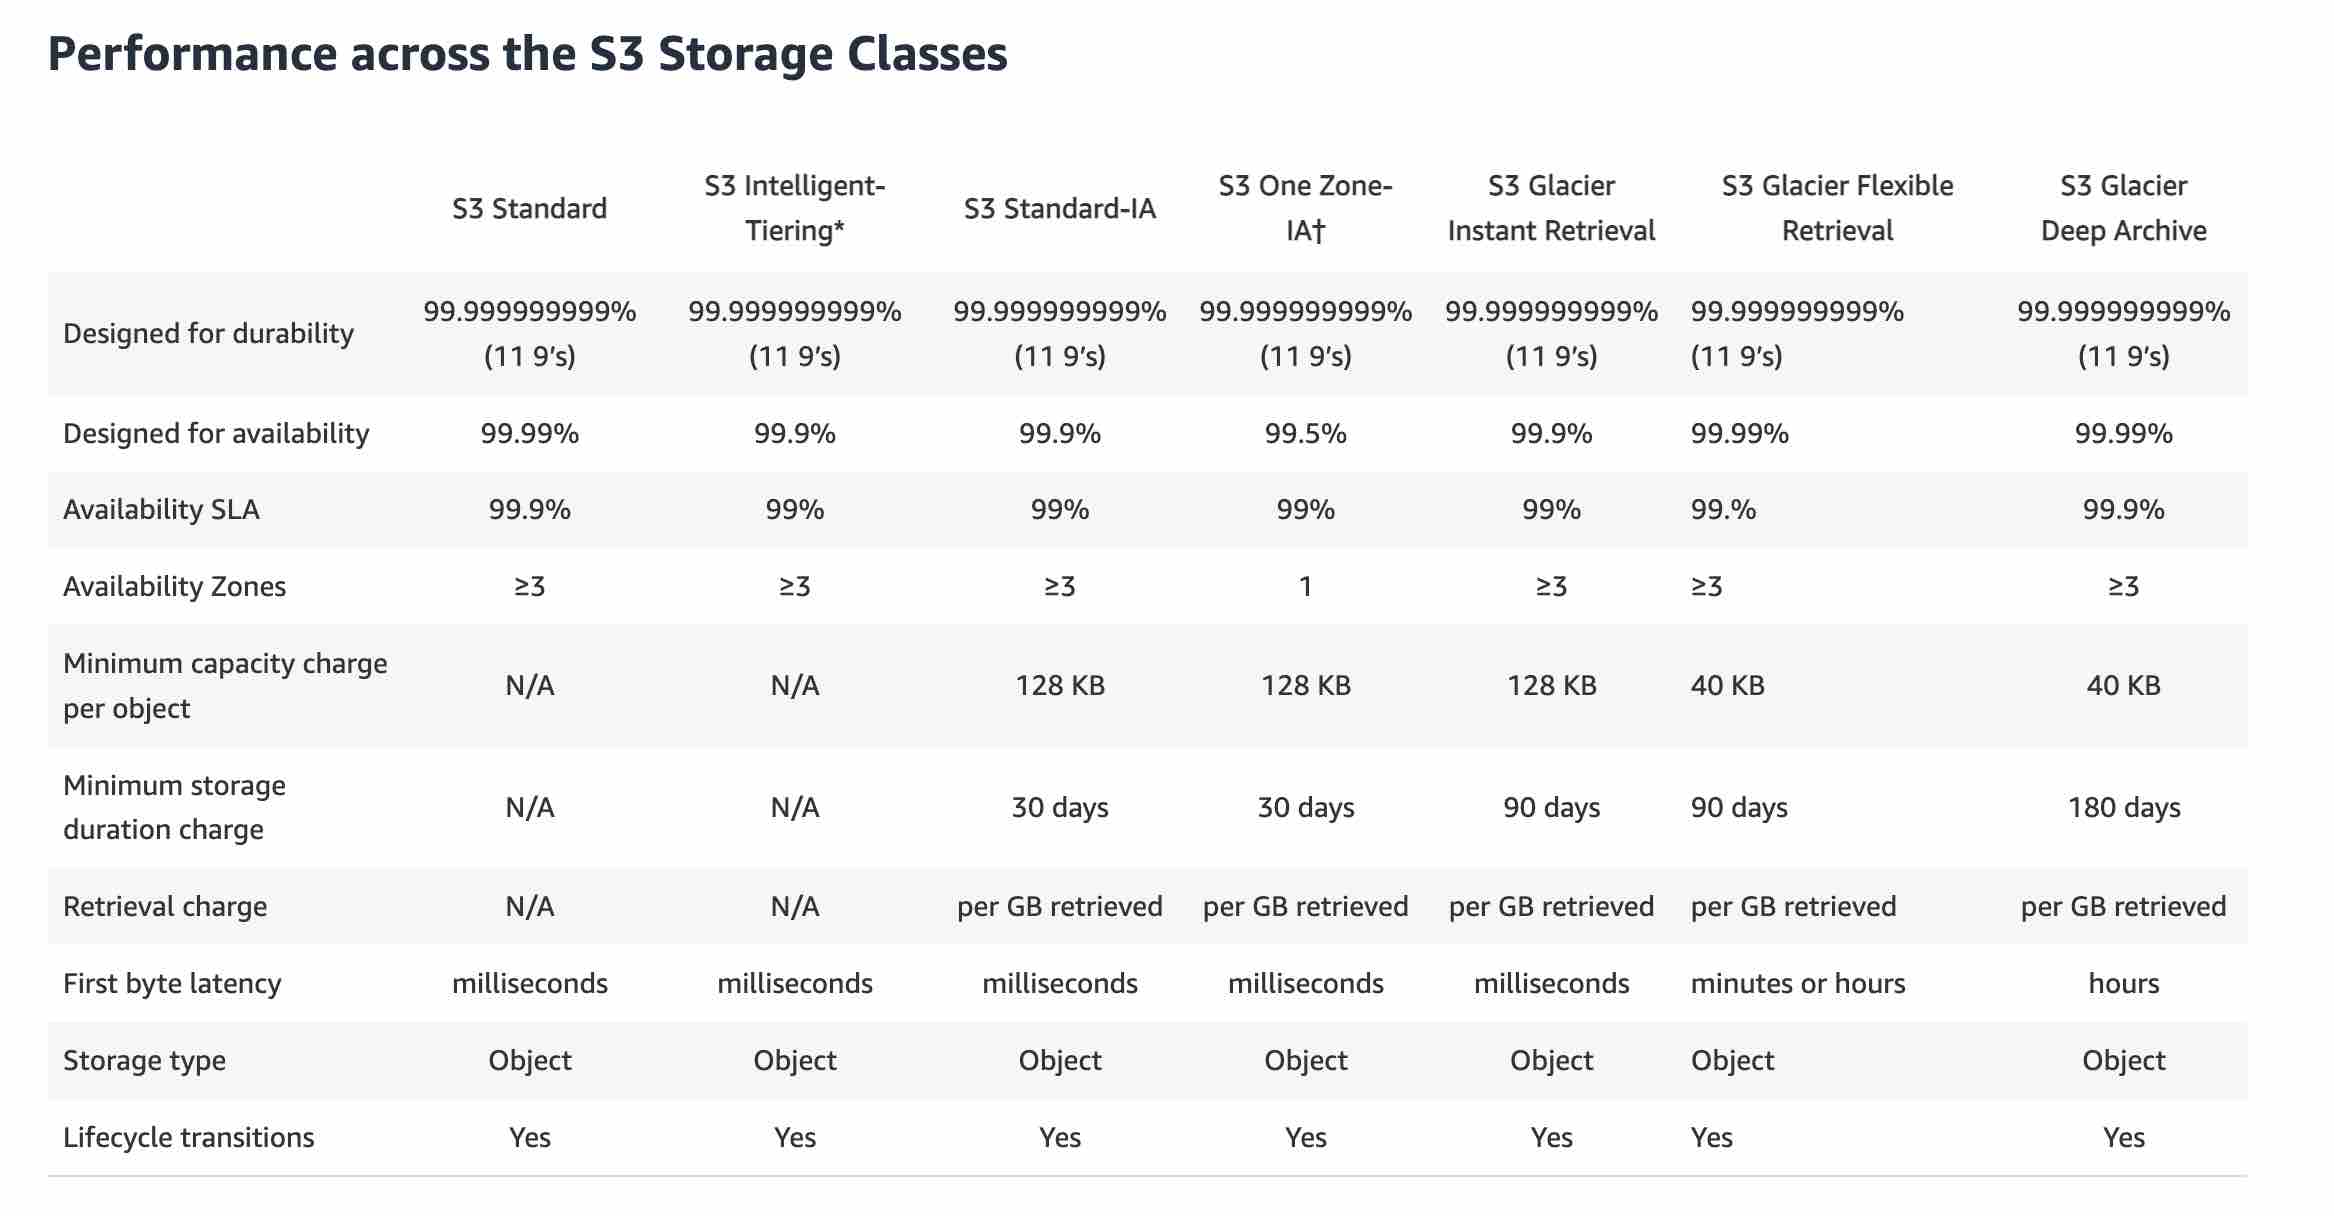 Performance across the S3 Storage Classes
S3 Standard S3 Intelligent-Tiering* S3 Standard-IA S3 One Zone-IA† S3 Glacier Instant Retrieval S3 Glacier Flexible Retrieval S3 Glacier Deep Archive
Designed for durability 99.999999999% (11 9’s) 99.999999999% (11 9’s) 99.999999999% (11 9’s) 99.999999999% (11 9’s) 99.999999999% (11 9’s) 99.999999999% (11 9’s) 99.999999999% (11 9’s)
Designed for availability 99.99% 99.9% 99.9% 99.5% 99.9% 99.99% 99.99%
Availability SLA 99.9% 99% 99% 99% 99% 99.% 99.9%
Availability Zones ≥3 ≥3 ≥3 1 ≥3 ≥3 ≥3
Minimum capacity charge per object N/A N/A 128 KB 128 KB 128 KB 40 KB 40 KB
Minimum storage duration charge N/A N/A 30 days 30 days 90 days 90 days 180 days
Retrieval charge N/A N/A per GB retrieved per GB retrieved per GB retrieved per GB retrieved per GB retrieved
First byte latency milliseconds milliseconds milliseconds milliseconds milliseconds minutes or hours hours
Storage type Object Object Object Object Object Object Object
Lifecycle transitions Yes Yes Yes Yes Yes Yes Yes